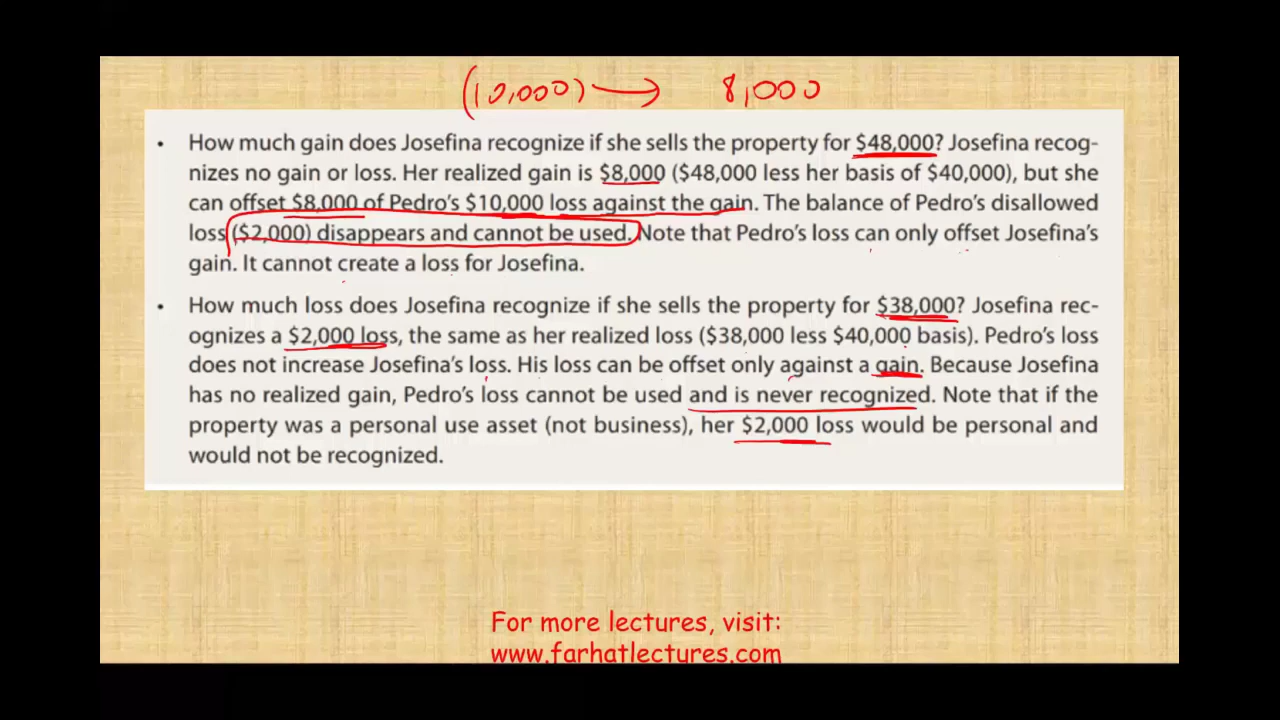 (10,000) → 8,000
• How much gain does Josefina recognize if she sells the property for $48,000? Josefina recog-
nizes no gain or loss. Her realized gain is $8,000 ($48,000 less her basis of $40,000), but she
can offset $8,000 of Pedro's $10,000 loss against the gain. The balance of Pedro's disallowed
loss ($2,000) disappears and cannot be used. Note that Pedro's loss can only offset Josefina's
gain. It cannot create a loss for Josefina.
• How much loss does Josefina recognize if she sells the property for $38,000? Josefina rec-
ognizes a $2,000 loss, the same as her realized loss ($38,000 less $40,000 basis). Pedro's loss
does not increase Josefina's loss. His loss can be offset only against a gain. Because Josefina
has no realized gain, Pedro's loss cannot be used and is never recognized. Note that if the
property was a personal use asset (not business), her $2,000 loss would be personal and
would not be recognized.
For more lectures, visit:
www.farhatlectures.com